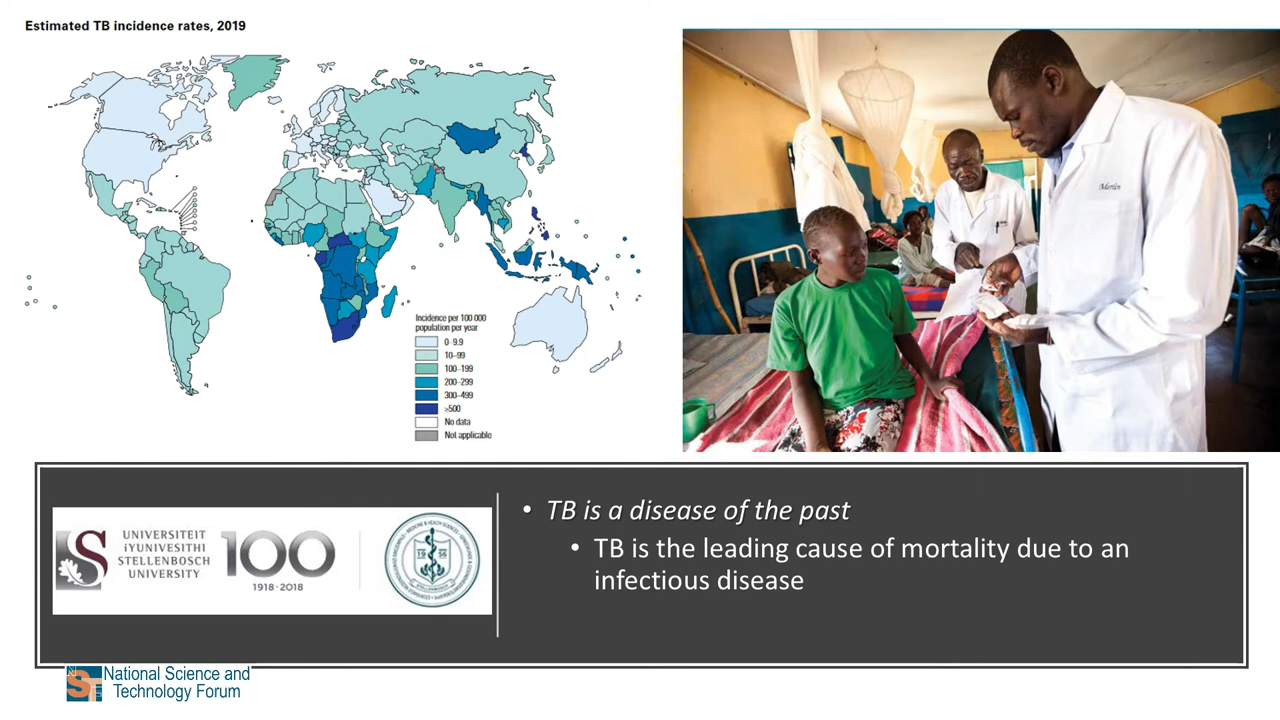 Estimated TB incidence rates, 2019
Incidence per 100 000
population per year
0–9.9
10–99
100–199
200–299
300–499
≥500
No data
Not applicable
Merlin
UNIVERSITEIT
iYUNIVESITHI
STELLENBOSCH
UNIVERSITY
100
1918·2018
• TB is a disease of the past
• TB is the leading cause of mortality due to an
infectious disease
National Science and
Technology Forum